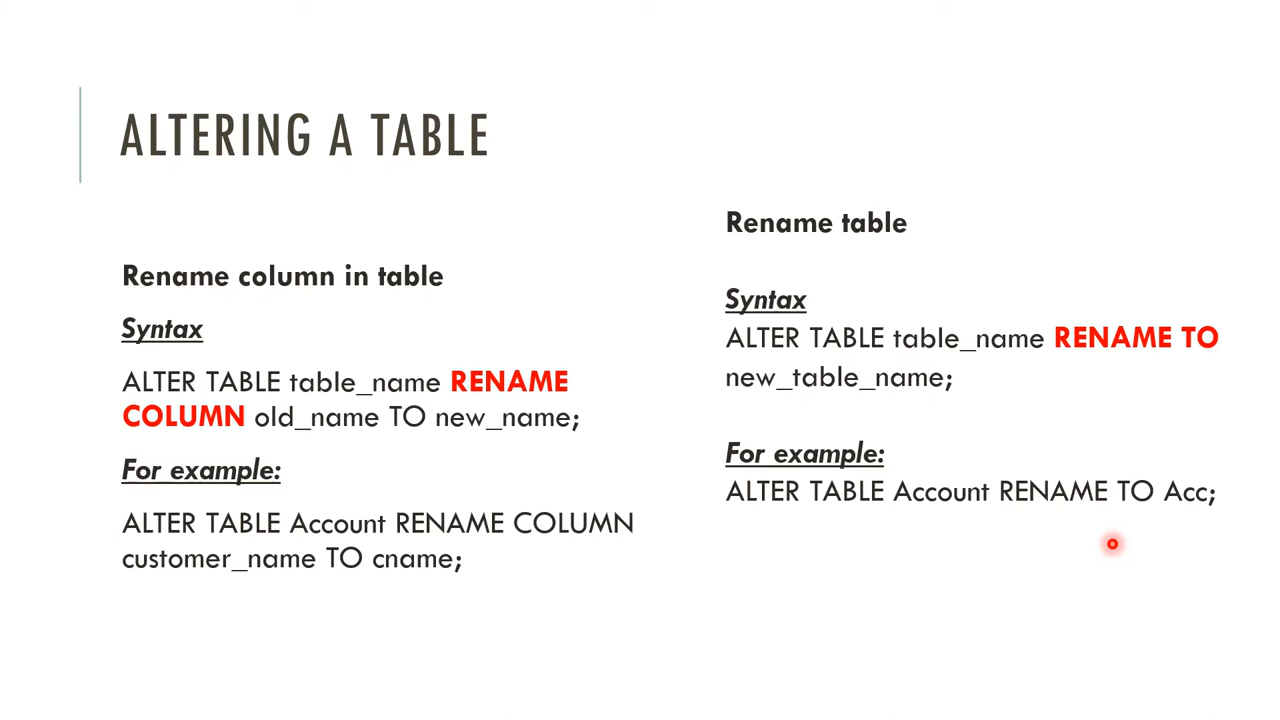 ALTERING A TABLE
Rename column in table
Syntax
ALTER TABLE table_name RENAME
COLUMN old_name TO new_name;
For example:
ALTER TABLE Account RENAME COLUMN
customer_name TO cname;
Rename table
Syntax
ALTER TABLE table_name RENAME TO
new_table_name;
For example:
ALTER TABLE Account RENAME TO Acc;